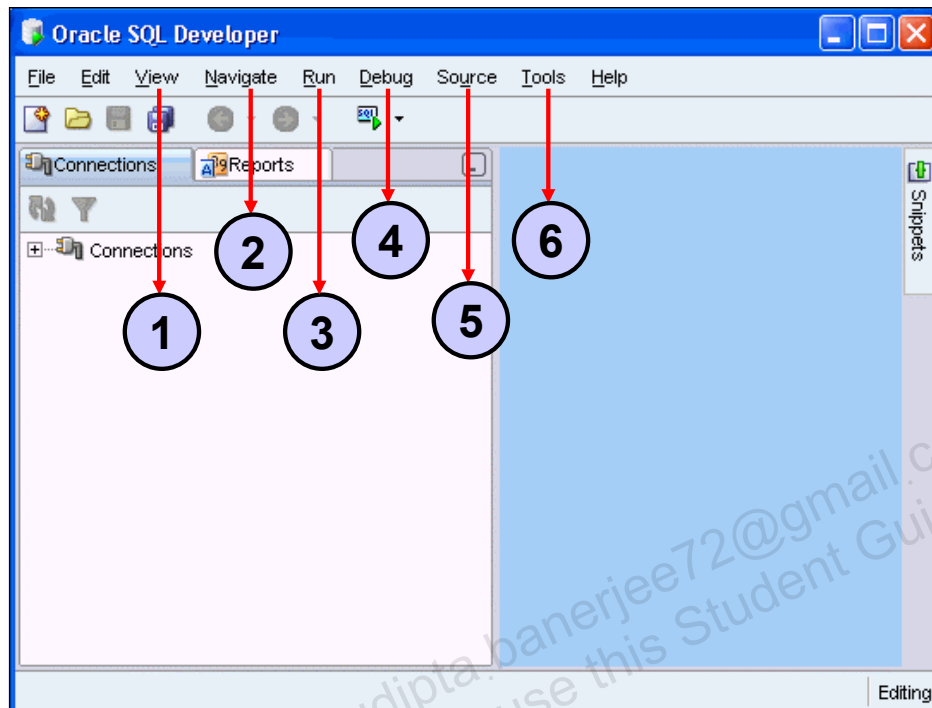 Oracle SQL Developer
File Edit View Navigate Run Debug Source Tools Help
Connections Reports
Connections
Snippets
1
2
3
4
5
6
banerjee72@gmail.c
use this Student Gui
Editing